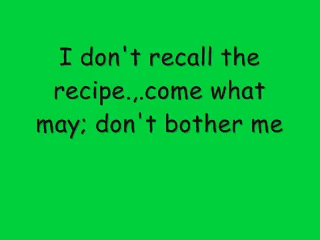 I don't recall the
recipe.,.come what
may; don't bother me